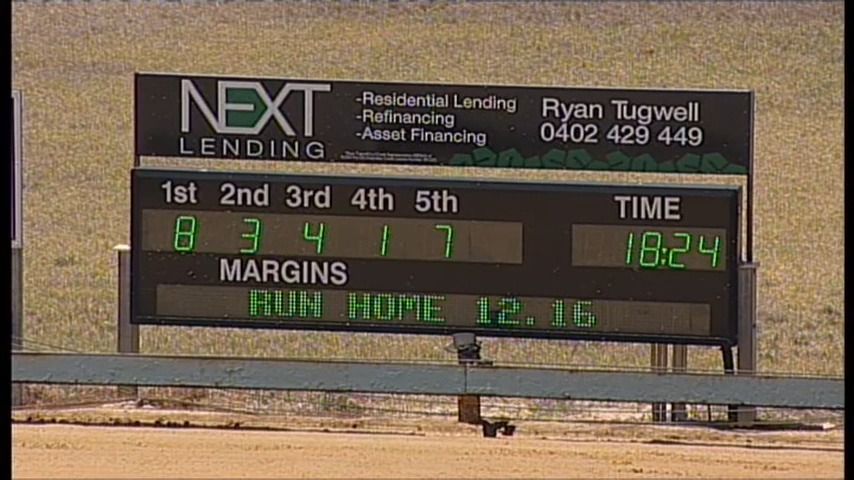 NEXT
LENDING
-Residential Lending
-Refinancing
-Asset Financing
Ryan Tugwell
0402 429 449
1st 2nd 3rd 4th 5th TIME
8 3 4 1 7 18:24
MARGINS
RUN HOME 12.16